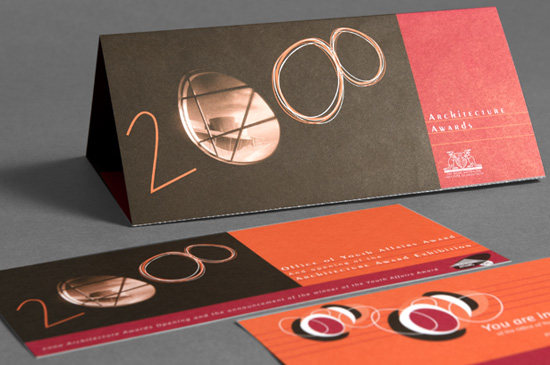 2000
Architecture
Awards
2000
Office of Youth Affairs Award
And opening of the
Architecture Award Exhibition
2000 Architecture Awards Opening and the announcement of the winner of the Youth Affairs Award
You are in